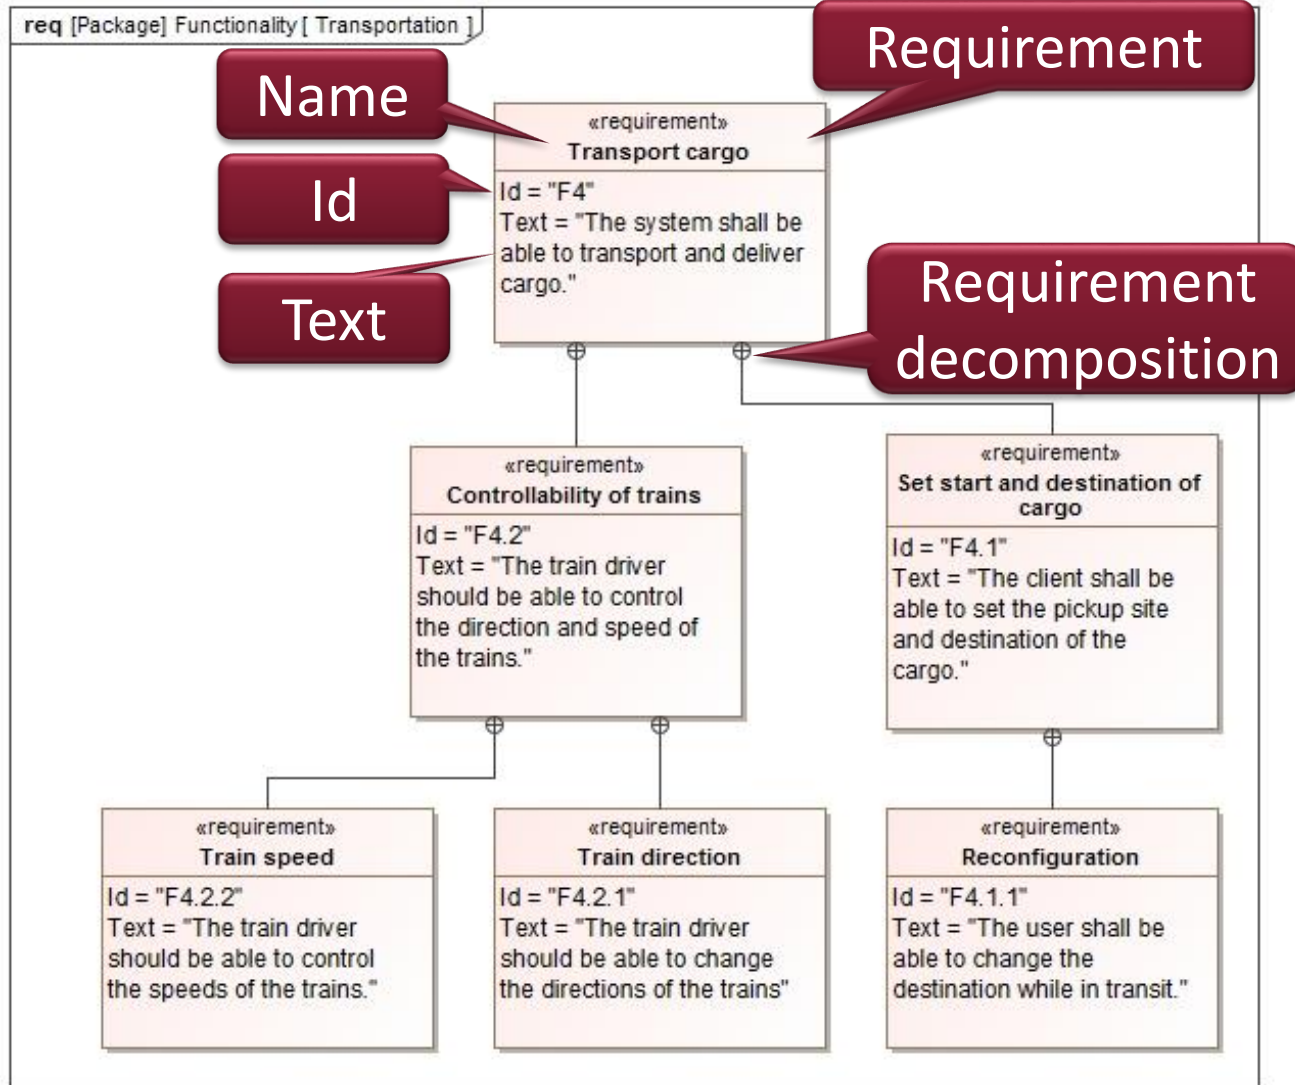 req [Package] Functionality [ Transportation ]
Requirement
Name
Id
Text
«requirement»
Transport cargo
Id = "F4"
Text = "The system shall be
able to transport and deliver
cargo."
Requirement
decomposition
«requirement»
Controllability of trains
Id = "F4.2"
Text = "The train driver
should be able to control
the direction and speed of
the trains."
«requirement»
Set start and destination of
cargo
Id = "F4.1"
Text = "The client shall be
able to set the pickup site
and destination of the
cargo."
«requirement»
Train speed
Id = "F4.2.2"
Text = "The train driver
should be able to control
the speeds of the trains."
«requirement»
Train direction
Id = "F4.2.1"
Text = "The train driver
should be able to change
the directions of the trains"
«requirement»
Reconfiguration
Id = "F4.1.1"
Text = "The user shall be
able to change the
destination while in transit."